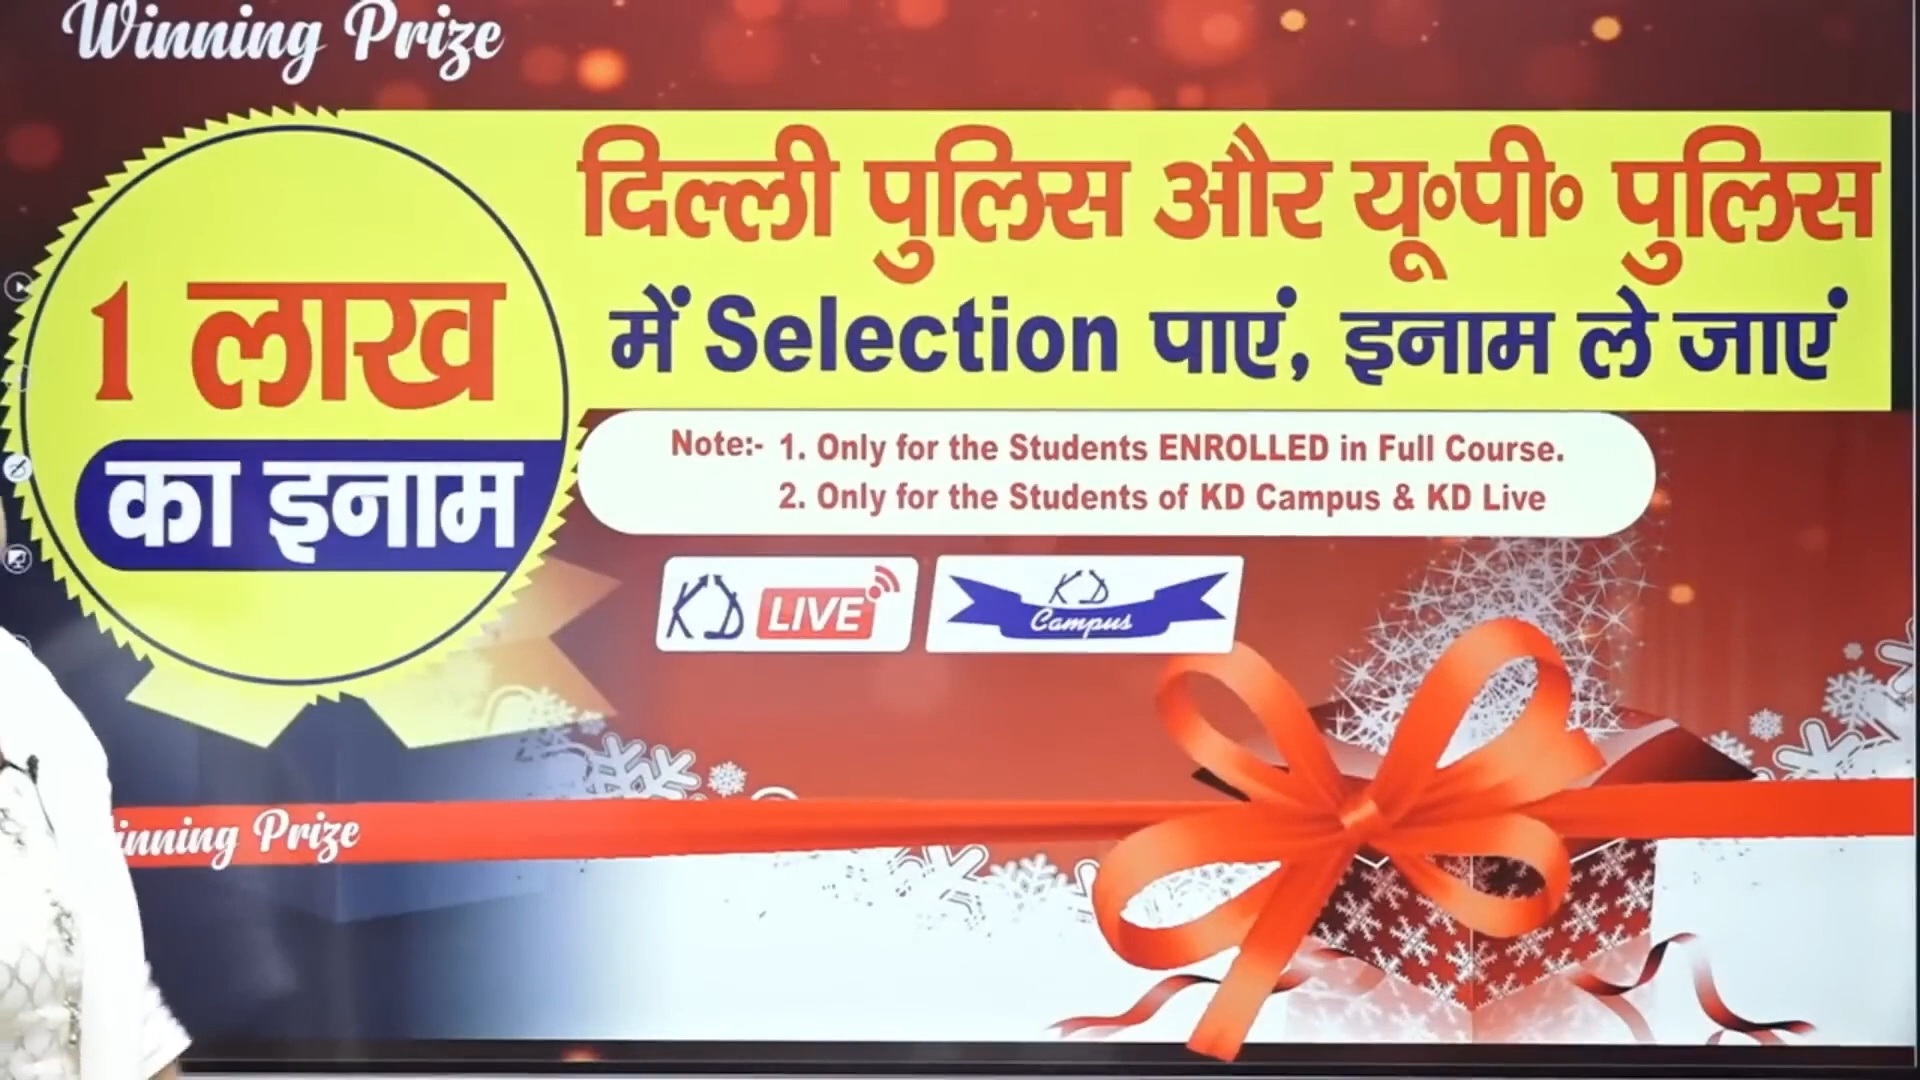 Winning Prize
1 लाख
का इनाम
दिल्ली पुलिस और यू॰पी॰ पुलिस
में Selection पाएं, इनाम ले जाएं
Note:- 1. Only for the Students ENROLLED in Full Course.
2. Only for the Students of KD Campus & KD Live
KD LIVE
KD
Campus
inning Prize